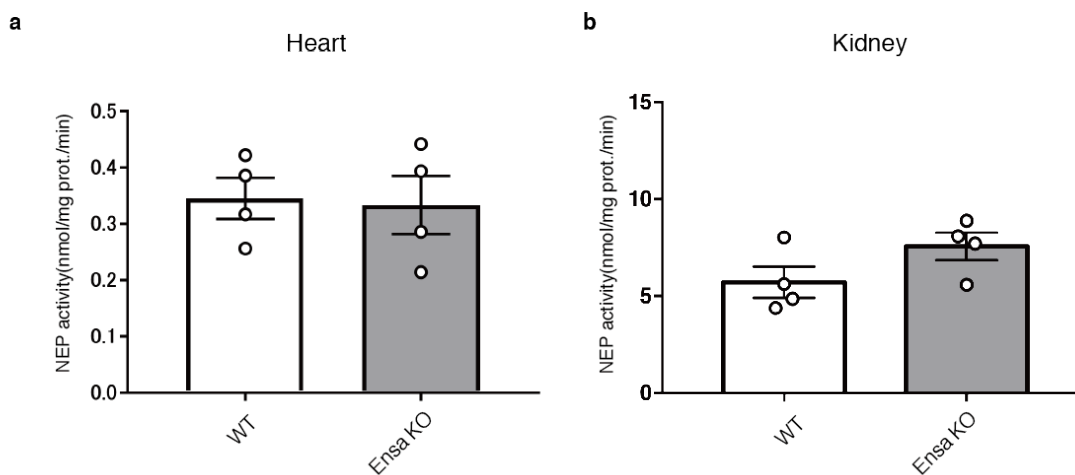 a
Heart
NEP activity(nmol/mg prot./min)
0.5
0.4
0.3
0.2
0.1
0.0
WT
Ensa KO
b
Kidney
NEP activity(nmol/mg prot./min)
15
10
5
0
WT
Ensa KO